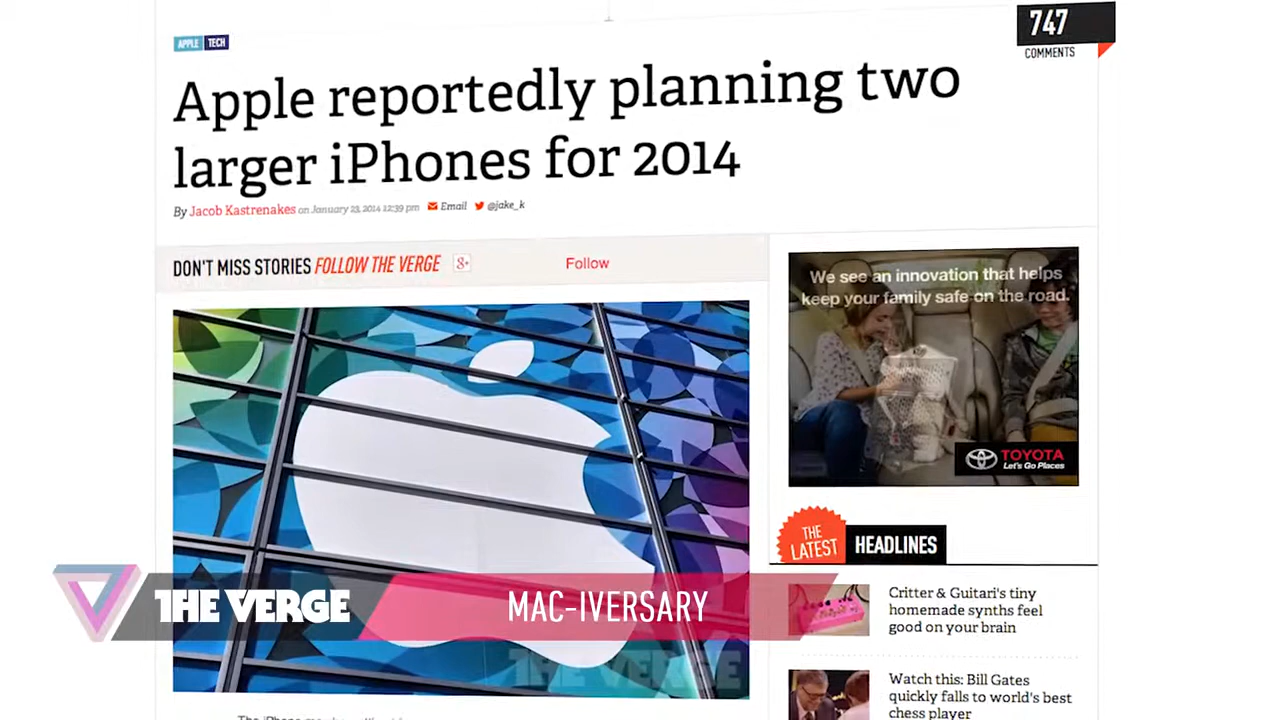 APPLE TECH
747
COMMENTS
Apple reportedly planning two
larger iPhones for 2014
By Jacob Kastrenakes on January 23, 2014 12:39 pm Email @jake_k
DON'T MISS STORIES FOLLOW THE VERGE g+ Follow
We see an innovation that helps
keep your family safe on the road.
TOYOTA
Let's Go Places
THE
LATEST
HEADLINES
Critter & Guitari's tiny
homemade synths feel
good on your brain
Watch this: Bill Gates
quickly falls to world's best
chess player
THE VERGE
MAC-IVERSARY
THE VERGE